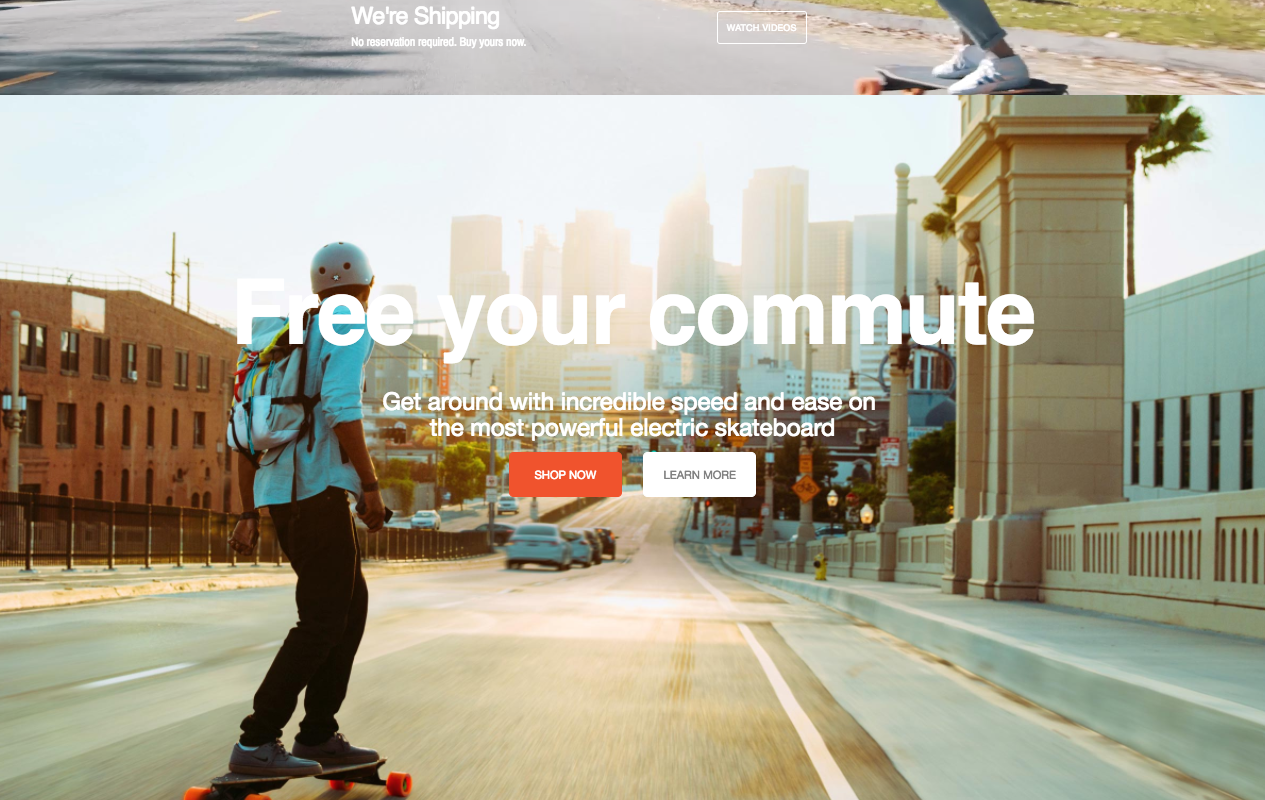 We're Shipping
No reservation required. Buy yours now.
WATCH VIDEOS
Free your commute
Get around with incredible speed and ease on
the most powerful electric skateboard
SHOP NOW
LEARN MORE